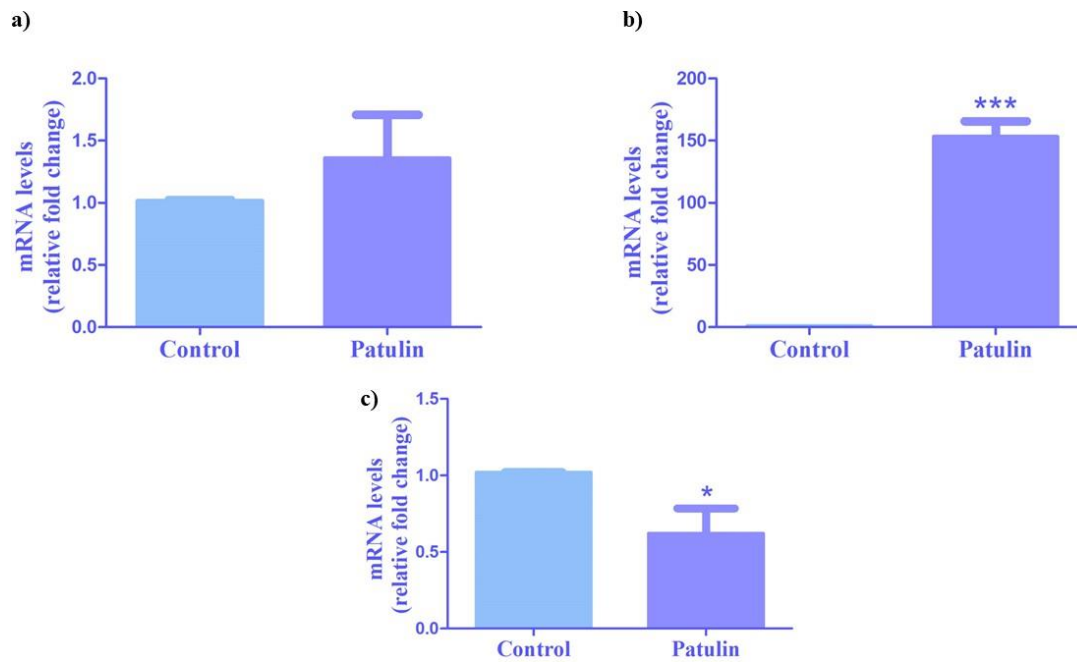 a)
mRNA levels
(relative fold change)
2.0
1.5
1.0
0.5
0.0
Control
Patulin
b)
mRNA levels
(relative fold change)
200
150
100
50
0
***
Control
Patulin
c)
mRNA levels
(relative fold change)
1.5
1.0
0.5
0.0
*
Control
Patulin